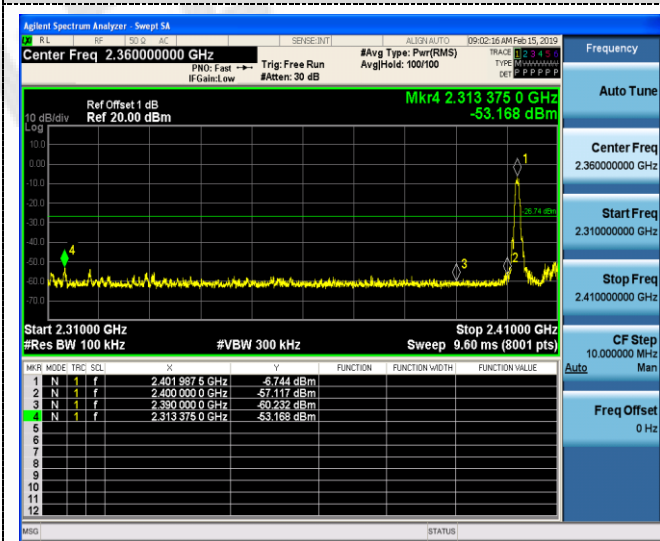 Agilent Spectrum Analyzer - Swept SA
RL RF 50 Ω AC SENSE:INT ALIGN AUTO 09:02:16 AM Feb 15, 2019
Center Freq 2.360000000 GHz
PNO: Fast
IFGain:Low
Trig: Free Run
#Atten: 30 dB
#Avg Type: Pwr(RMS)
Avg|Hold: 100/100
TRACE 1 2 3 4 5 6
TYPE
DET P P P P P P
Ref Offset 1 dB
10 dB/div Ref 20.00 dBm
Log
Mkr4 2.313 375 0 GHz
-53.168 dBm
10.0
0.00
-10.0
-20.0
-30.0
-40.0
-50.0
-60.0
-70.0
1
-26.74 dBm
4
3
2
Start 2.31000 GHz Stop 2.41000 GHz
#Res BW 100 kHz #VBW 300 kHz Sweep 9.60 ms (8001 pts)
MKR MODE TRC SCL X Y FUNCTION FUNCTION WIDTH FUNCTION VALUE
1 N 1 f 2.401 987 5 GHz -6.744 dBm
2 N 1 f 2.400 000 0 GHz -57.117 dBm
3 N 1 f 2.390 000 0 GHz -60.232 dBm
4 N 1 f 2.313 375 0 GHz -53.168 dBm
5
6
7
8
9
10
11
12
MSG STATUS
Frequency
Auto Tune
Center Freq
2.360000000 GHz
Start Freq
2.310000000 GHz
Stop Freq
2.410000000 GHz
CF Step
10.000000 MHz
Auto Man
Freq Offset
0 Hz